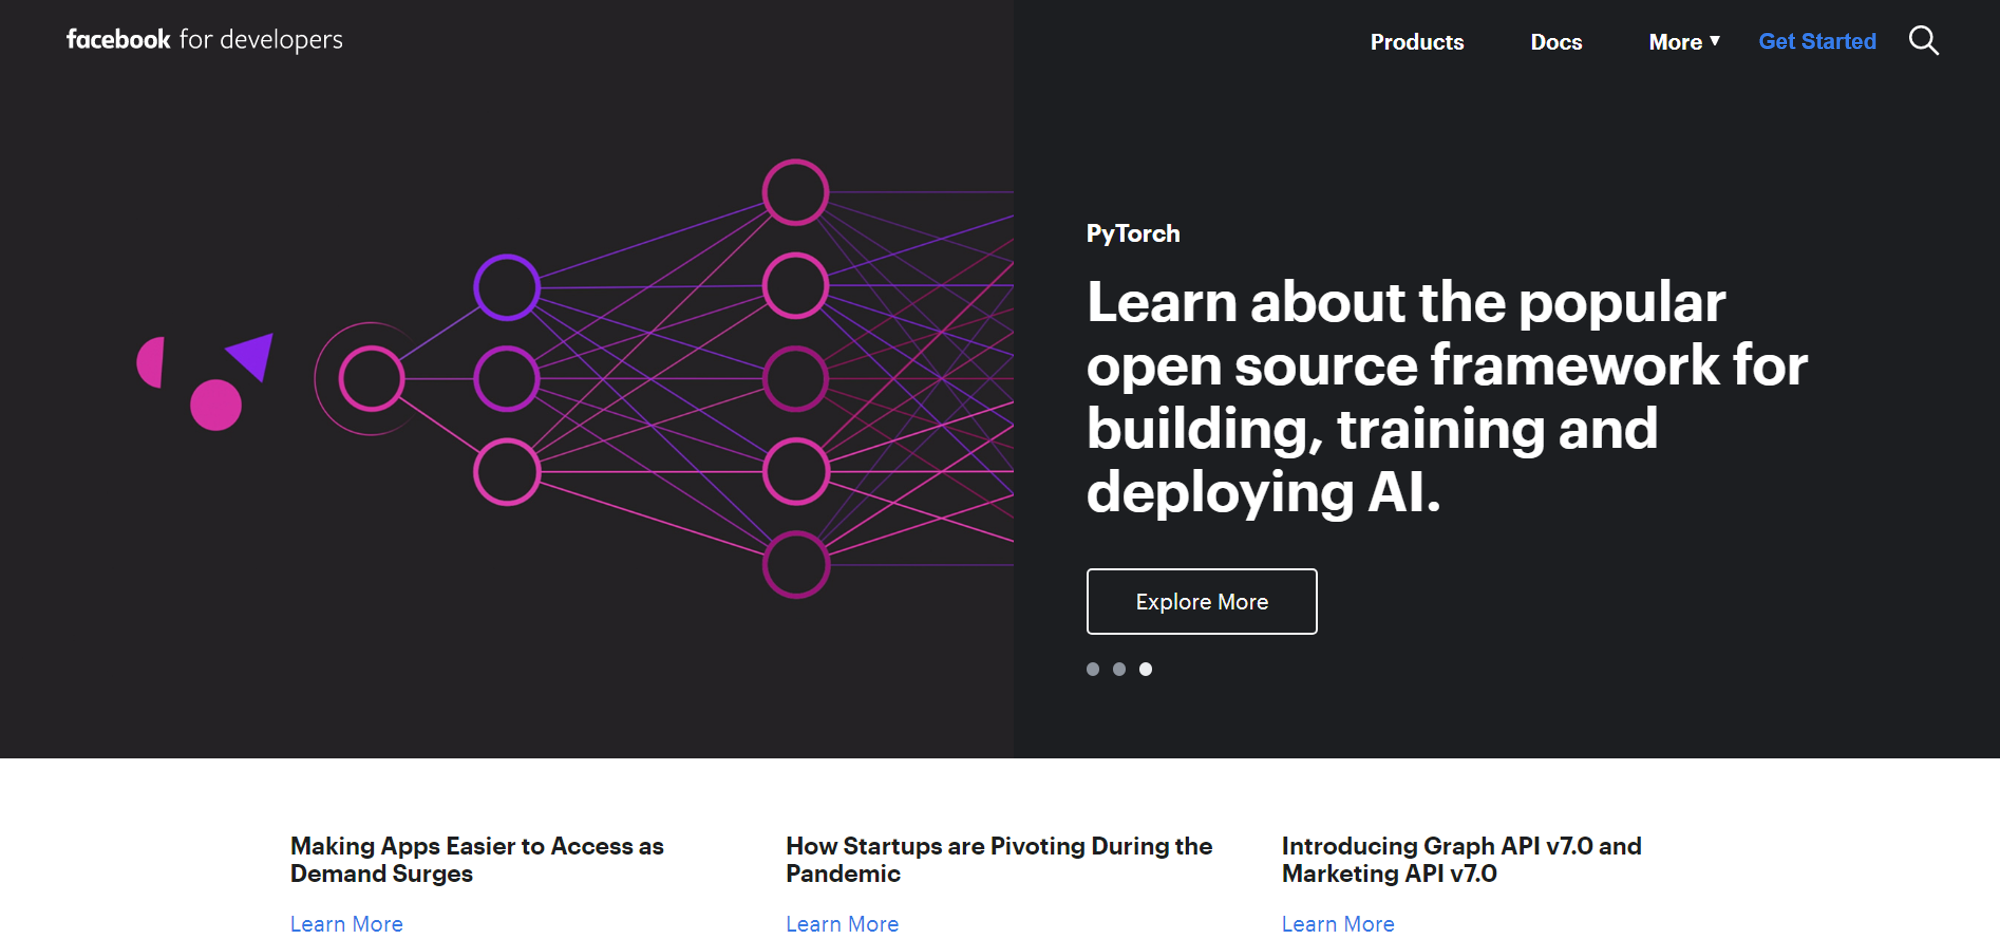 facebook for developers
Products
Docs
More
Get Started
PyTorch
Learn about the popular
open source framework for
building, training and
deploying AI.
Explore More
Making Apps Easier to Access as
Demand Surges
Learn More
How Startups are Pivoting During the
Pandemic
Learn More
Introducing Graph API v7.0 and
Marketing API v7.0
Learn More